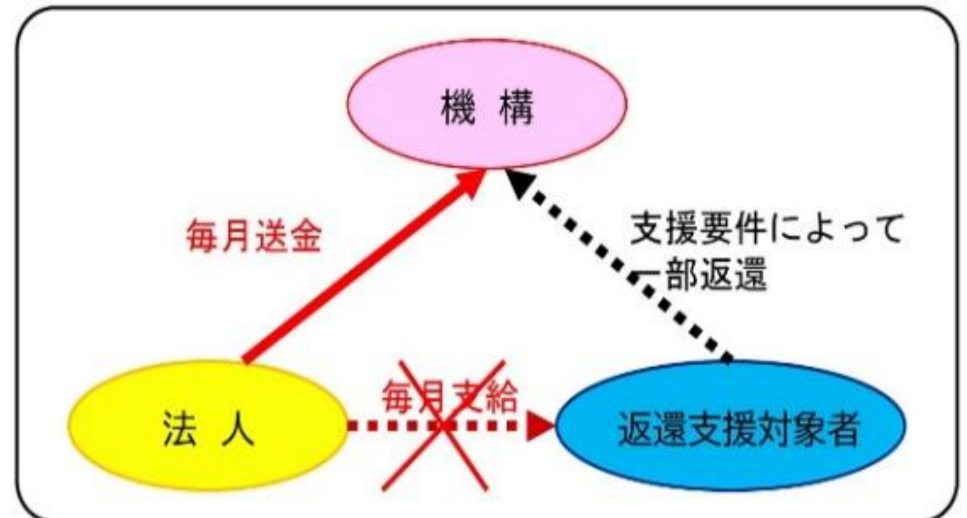 機 構
毎月送金
支援要件によって
一部返還
毎月支給
法 人
返還支援対象者